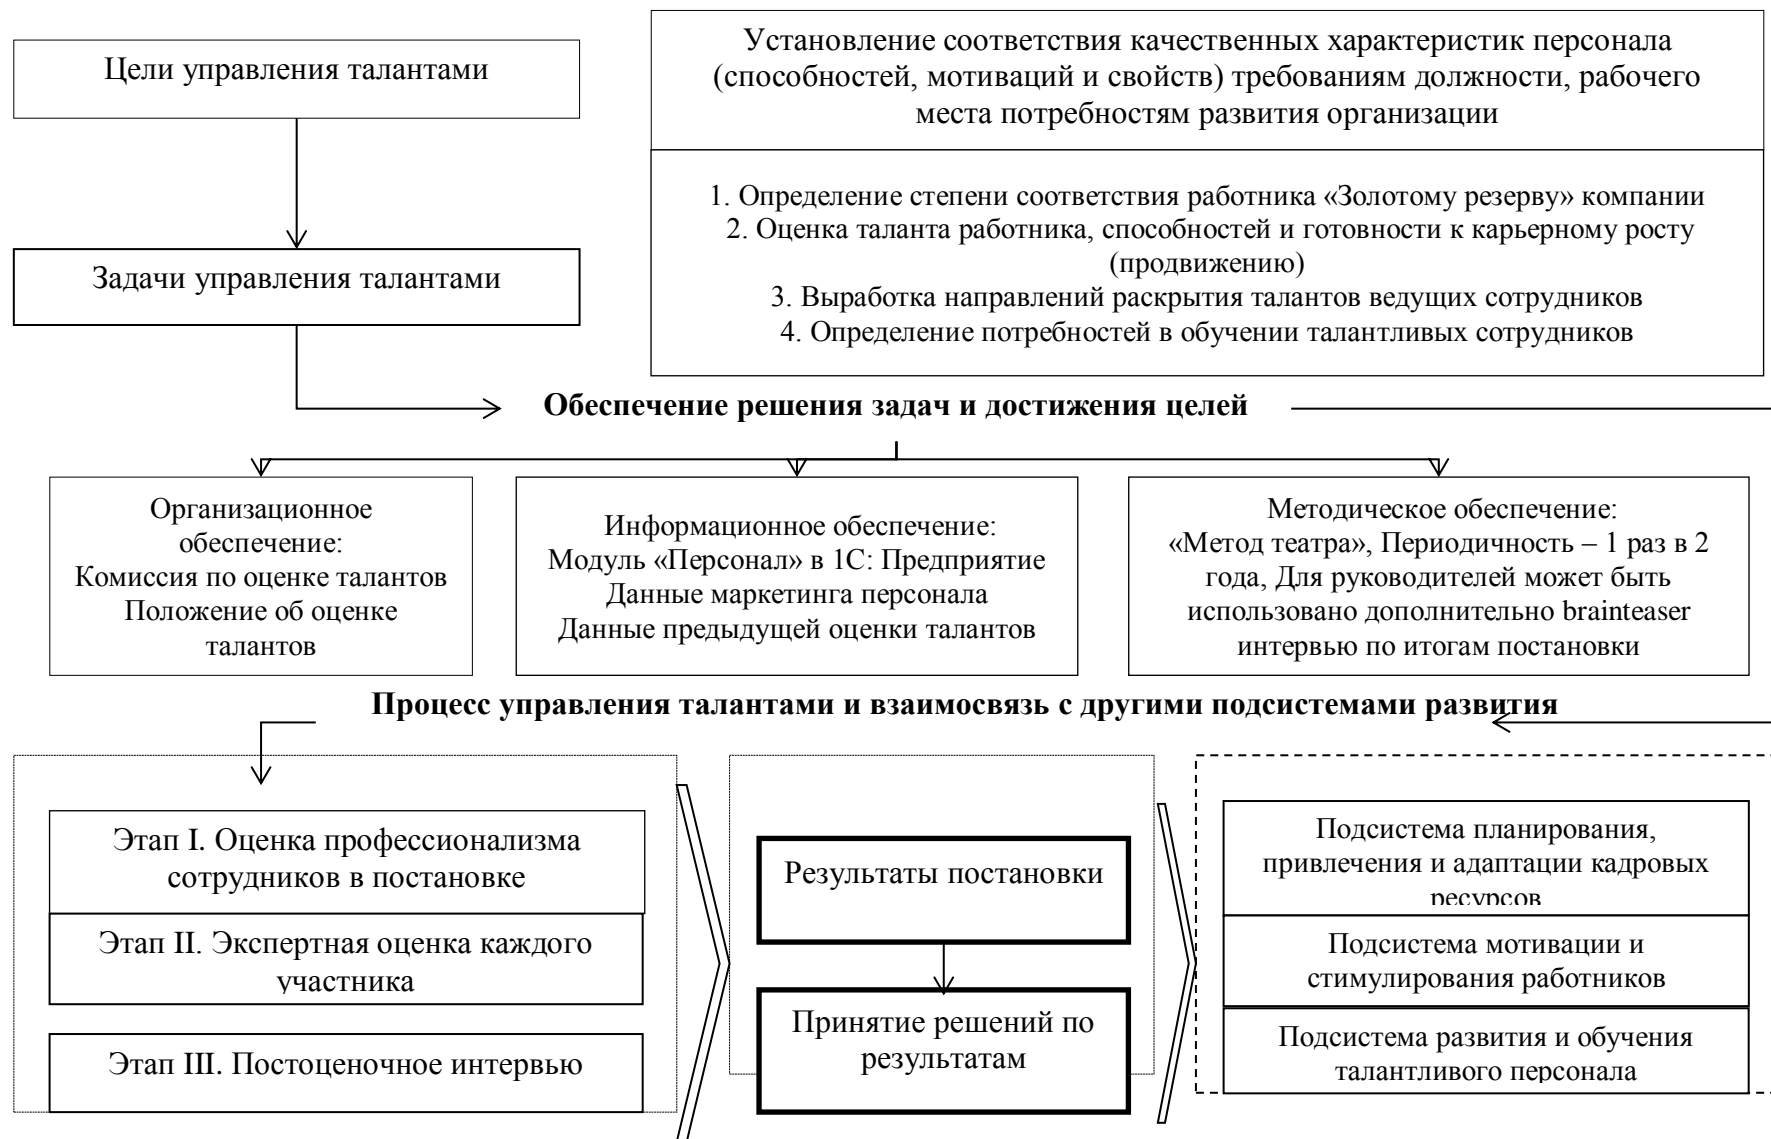 Цели управления талантами
Установление соответствия качественных характеристик персонала
(способностей, мотиваций и свойств) требованиям должности, рабочего
места потребностям развития организации
Задачи управления талантами
1. Определение степени соответствия работника «Золотому резерву» компании
2. Оценка таланта работника, способностей и готовности к карьерному росту
(продвижению)
3. Выработка направлений раскрытия талантов ведущих сотрудников
4. Определение потребностей в обучении талантливых сотрудников
Обеспечение решения задач и достижения целей
Организационное
обеспечение:
Комиссия по оценке талантов
Положение об оценке
талантов
Информационное обеспечение:
Модуль «Персонал» в 1С: Предприятие
Данные маркетинга персонала
Данные предыдущей оценки талантов
Методическое обеспечение:
«Метод театра», Периодичность – 1 раз в 2
года, Для руководителей может быть
использовано дополнительно brainteaser
интервью по итогам постановки
Процесс управления талантами и взаимосвязь с другими подсистемами развития
Этап I. Оценка профессионализма
сотрудников в постановке
Этап II. Экспертная оценка каждого
участника
Этап III. Постоценочное интервью
Результаты постановки
Принятие решений по
результатам
Подсистема планирования,
привлечения и адаптации кадровых
ресурсов
Подсистема мотивации и
стимулирования работников
Подсистема развития и обучения
талантливого персонала